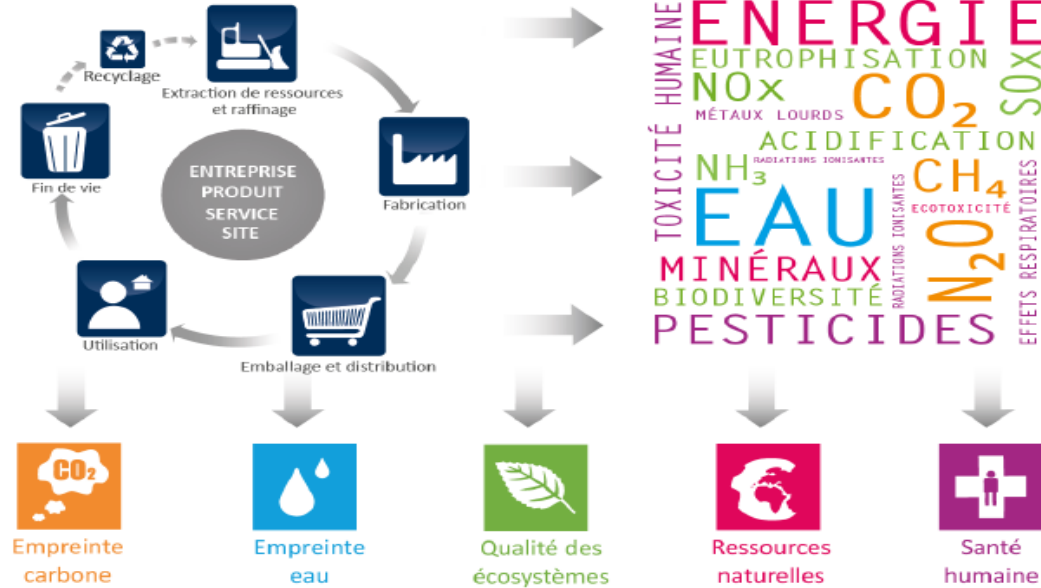 Recyclage
Extraction de ressources
et raffinage
Fabrication
Emballage et distribution
Utilisation
Fin de vie
ENTREPRISE
PRODUIT
SERVICE
SITE
TOXICITÉ HUMAINE
ENERGIE
EUTROPHISATION
NOx
CO₂
SOX
MÉTAUX LOURDS
ACIDIFICATION
NH₃
RADIATIONS IONISANTES
CH₄
ECOTOXICITÉ
EAU
RADIATIONS IONISANTES
N₂O
EFFETS RESPIRATOIRES
MINÉRAUX
BIODIVERSITÉ
PESTICIDES
CO₂
Empreinte
carbone
Empreinte
eau
Qualité des
écosystèmes
Ressources
naturelles
Santé
humaine